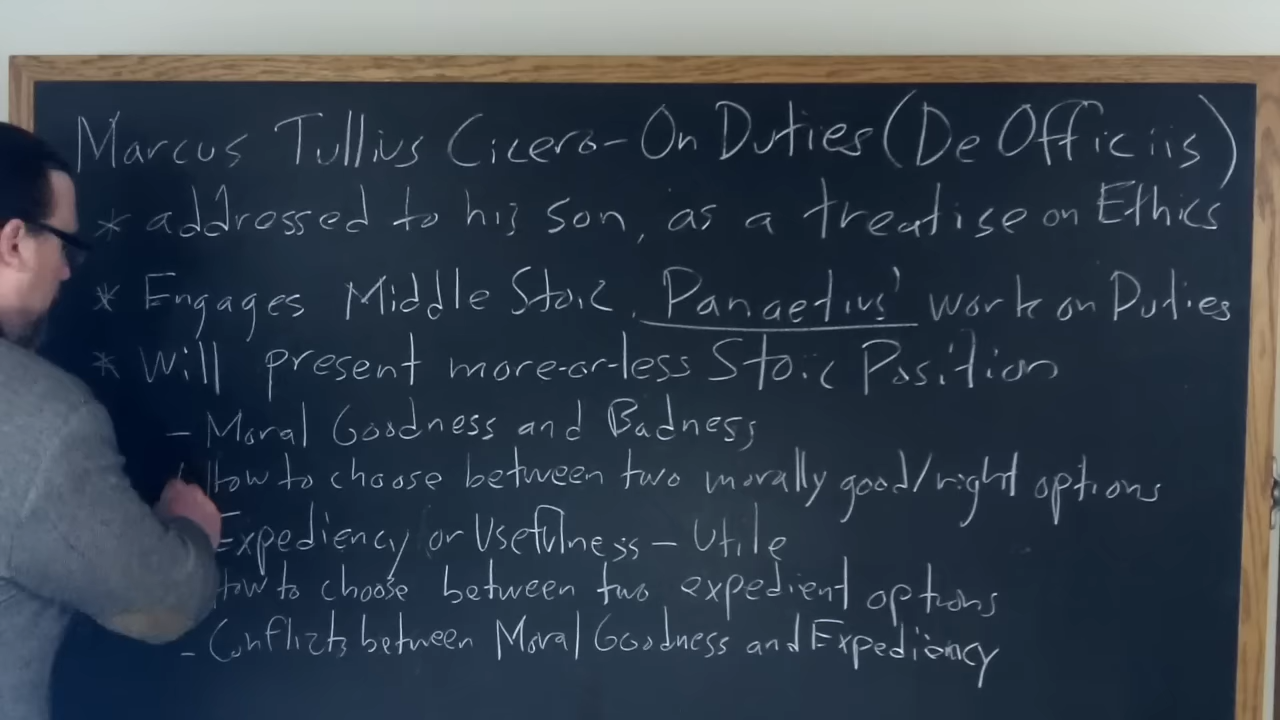 Marcus Tullius Cicero - On Duties (De Officiis)
* addressed to his son, as a treatise on Ethics
* Engages Middle Stoic, Panaetius' work on Duties
* Will present more-or-less Stoic Position
- Moral Goodness and Badness
How to choose between two morally good/right options
Expediency or Usefulness - Utile
How to choose between two expedient options
- Conflicts between Moral Goodness and Expediency